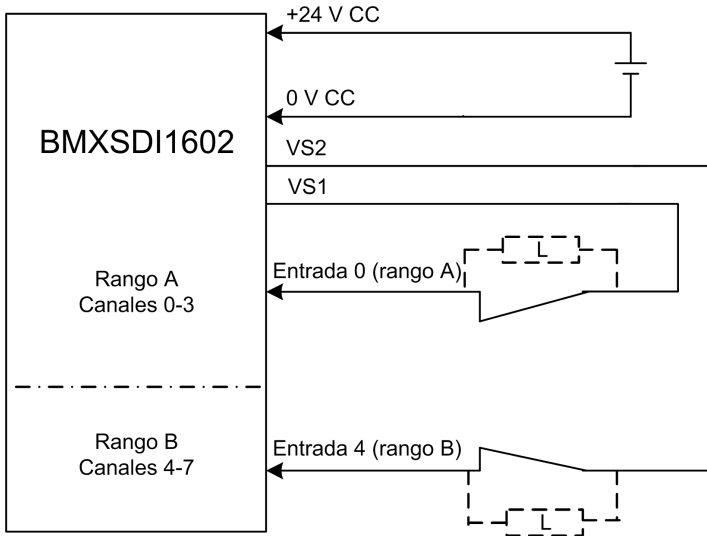 +24 V CC
0 V CC
BMXSDI1602
VS2
VS1
L
Entrada 0 (rango A)
Rango A
Canales 0-3
Rango B
Canales 4-7
Entrada 4 (rango B)
L